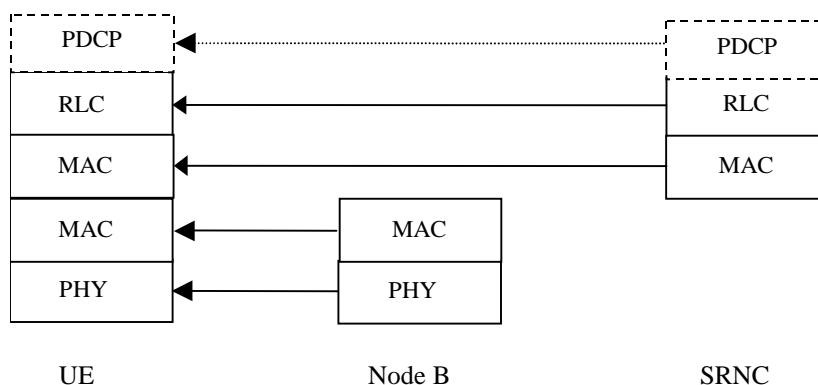 PDCP
PDCP
RLC
RLC
MAC
MAC
MAC
MAC
PHY
PHY
UE
Node B
SRNC